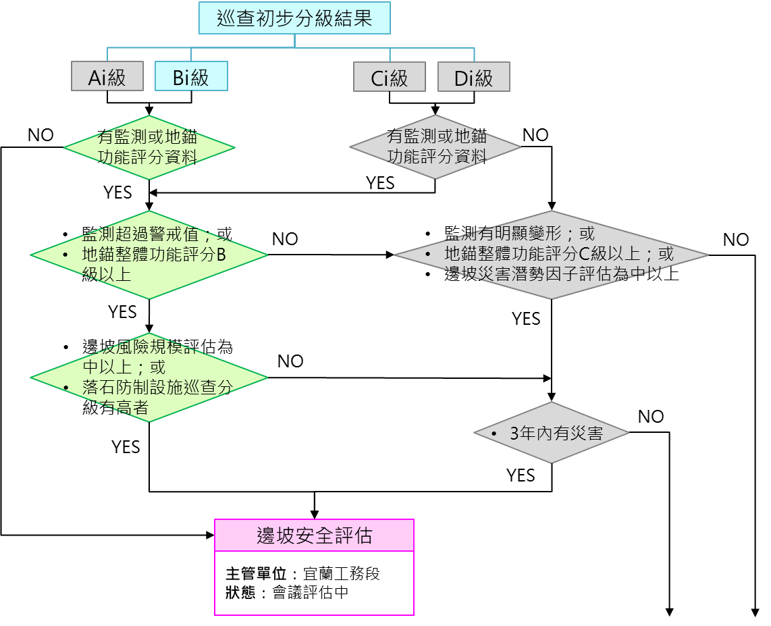 巡查初步分級結果
Ai級
Bi級
Ci級
Di級
NO
有監測或地錨
功能評分資料
有監測或地錨
功能評分資料
NO
YES
YES
• 監測超過警戒值；或
• 地錨整體功能評分B
級以上
NO
• 監測有明顯變形；或
• 地錨整體功能評分C級以上；或
• 邊坡災害潛勢因子評估為中以上
NO
YES
YES
• 邊坡風險規模評估為
中以上；或
• 落石防制設施巡查分
級有高者
NO
• 3年內有災害
NO
YES
YES
邊坡安全評估
主管單位：宜蘭工務段
狀態：會議評估中